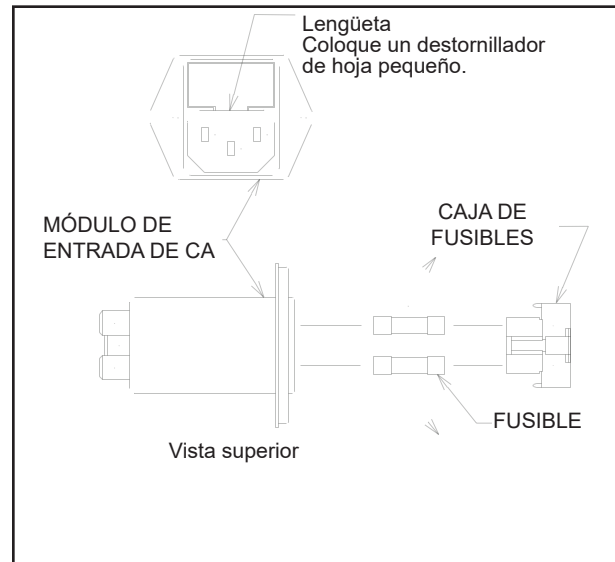 Lengüeta
Coloque un destornillador
de hoja pequeño.
MÓDULO DE
ENTRADA DE CA
CAJA DE
FUSIBLES
FUSIBLE
Vista superior